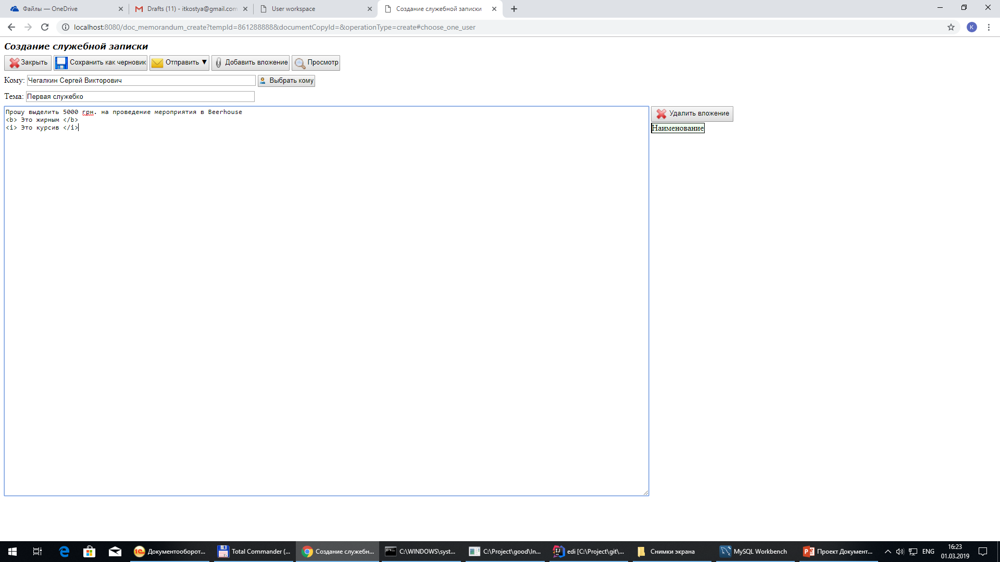 Файлы — OneDrive
Drafts (11) - itkostya@gmail.com
User workspace
Создание служебной записки
localhost:8080/doc_memorandum_create?tempId=861288888&documentCopyId=&operationType=create#choose_one_user
K
Создание служебной записки
Закрыть Сохранить как черновик Отправить ▼ Добавить вложение Просмотр
Кому: Чегалкин Сергей Викторович Выбрать кому
Тема: Первая служебко
Прошу выделить 5000 грн. на проведение мероприятия в Beerhouse
<b> Это жирным </b>
<i> Это курсив </i>
Удалить вложение
Наименование
Документооборот...
Total Commander (...
Создание служебн...
C:\WINDOWS\syst...
C:\Project\good\In...
edi [C:\Project\git\...
Снимки экрана
MySQL Workbench
Проект Документ...
ENG
16:23
01.03.2019